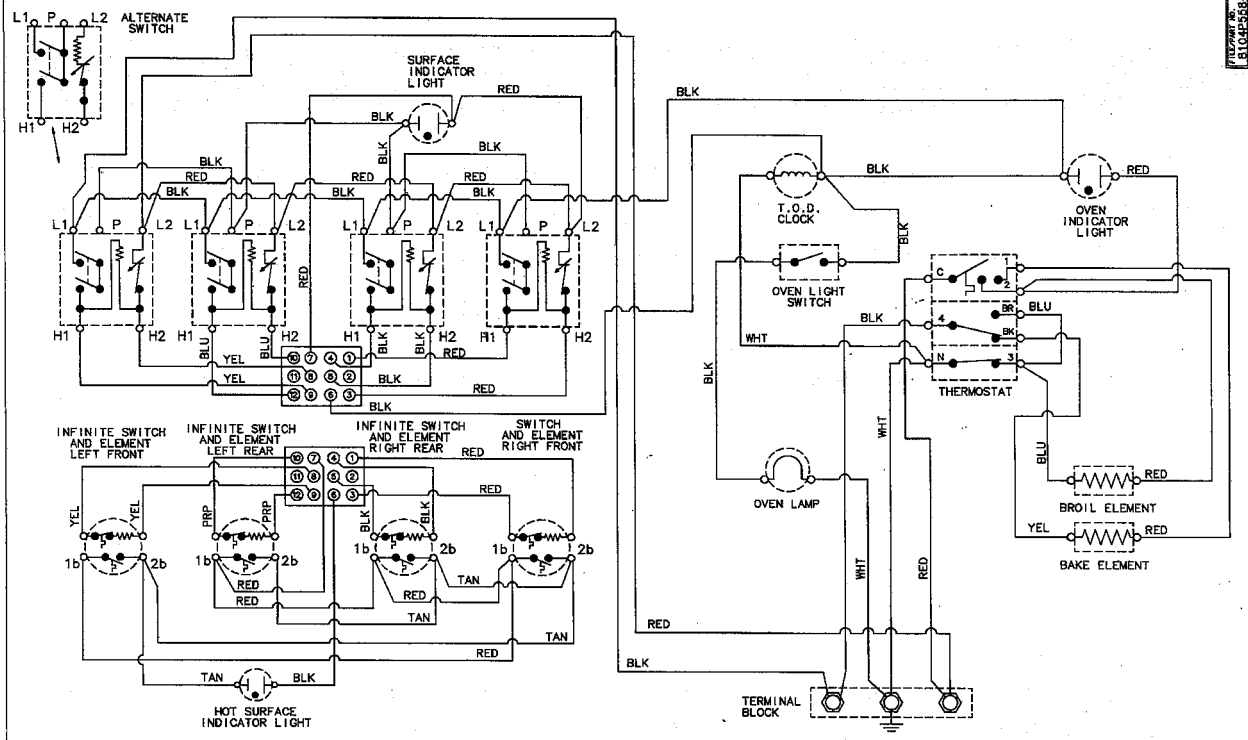 FILE/PART NO.
8104P558-
L1 P L2
ALTERNATE
SWITCH
H1 H2
SURFACE
INDICATOR
LIGHT
BLK
RED
BLK
BLK
BLK
RED
BLK
RED
BLK
RED
BLK
RED
L1 P L2
L1 P L2
L1 P L2
L1 P L2
RED
H1 H2
H1 H2
H1 H2
H1 H2
BLU
BLU
BLK
BLK
YEL
YEL
RED
BLK
RED
BLK
10 7 4 1
11 8 5 2
12 9 6 3
BLK
RED
T.O.D.
CLOCK
OVEN
INDICATOR
LIGHT
BLK
OVEN LIGHT
SWITCH
C 1
2
BR
BLU
BLK
4
BK
WHT
N 3
THERMOSTAT
BLK
WHT
BLU
OVEN LAMP
RED
BROIL ELEMENT
YEL
RED
BAKE ELEMENT
WHT
RED
INFINITE SWITCH
AND ELEMENT
LEFT FRONT
INFINITE SWITCH
AND ELEMENT
LEFT REAR
INFINITE SWITCH
AND ELEMENT
RIGHT REAR
SWITCH
AND ELEMENT
RIGHT FRONT
10 7 4 1
11 8 5 2
12 9 6 3
RED
RED
YEL
YEL
PRP
PRP
BLK
BLK
1b 2b
1b 2b
1b 2b
1b 2b
RED
RED
TAN
RED
TAN
TAN
RED
RED
BLK
TAN
BLK
HOT SURFACE
INDICATOR LIGHT
TERMINAL
BLOCK